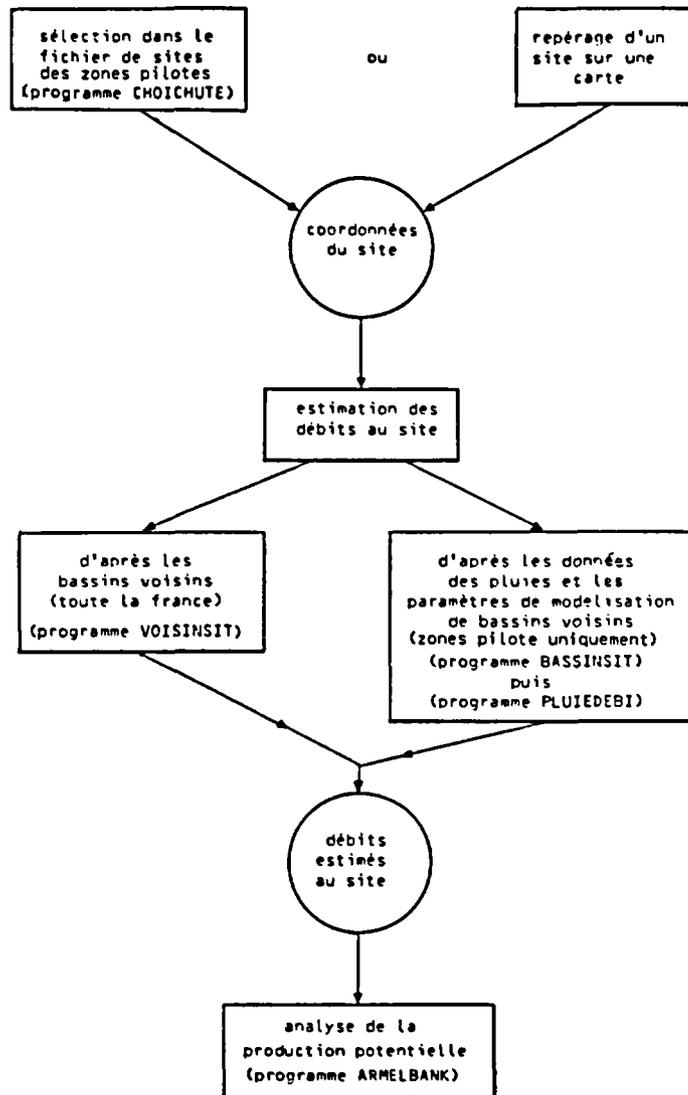 sélection dans le
fichier de sites
des zones pilotes
(programme CHOICHUTE)
ou
repérage d'un
site sur une
carte
coordonnées
du site
estimation des
débits au site
d'après les
bassins voisins
(toute la france)
(programme VOISINSIT)
d'après les données
des pluies et les
paramètres de modelisation
de bassins voisins
(zones pilote uniquement)
(programme BASSINSIT)
puis
(programme PLUIEDEBI)
débits
estimés
au site
analyse de la
production potentielle
(programme ARMELBANK)